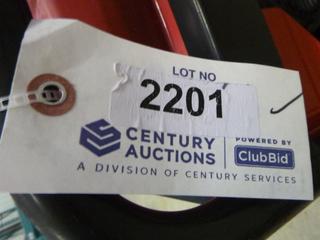 LOT NO
2201
CENTURY AUCTIONS
POWERED BY
ClubBid
A DIVISION OF CENTURY SERVICES